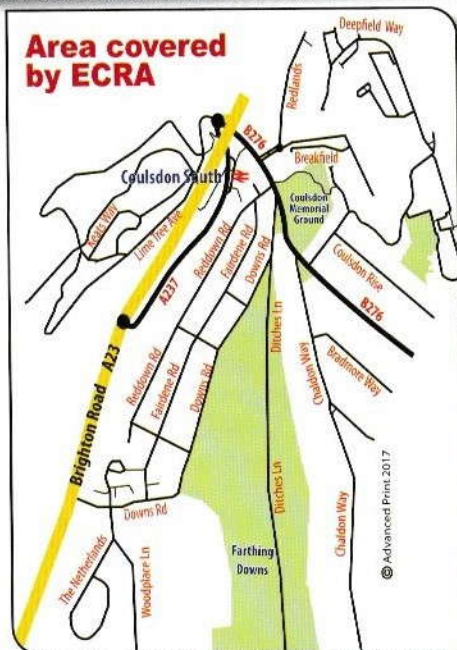 Area covered
by ECRA
Deepfield Way
Redlands
B276
Breakfield
Coulsdon South
Coulsdon
Memorial
Ground
Keats Way
Lime Tree Ave
Reddown Rd
Fairdene Rd
Downs Rd
Coulsdon Rise
A237
B276
Ditches Ln
Chaldon Way
Bradmore Way
Brighton Road A23
Reddown Rd
Fairdene Rd
Downs Rd
Ditches Ln
Chaldon Way
Downs Rd
The Netherlands
Woodplace Ln
Farthing
Downs
© Advanced Print 2017